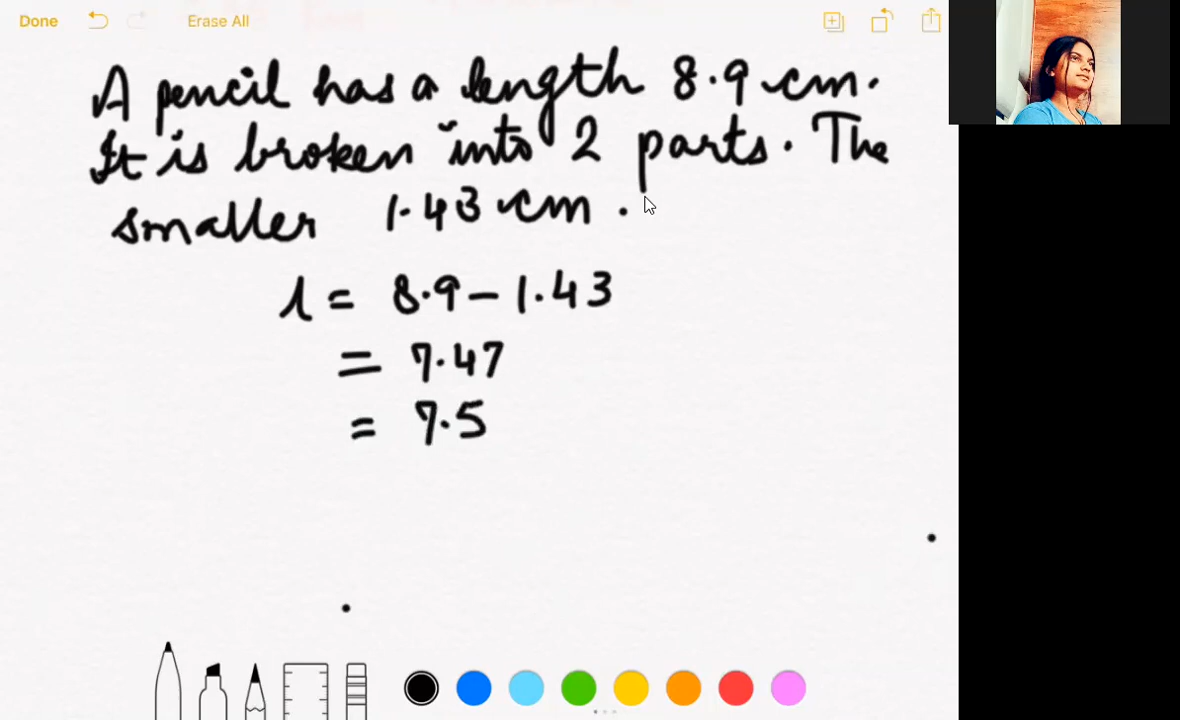 Done Erase All
A pencil has a length 8.9 cm.
It is broken into 2 parts. The
smaller 1.43 cm.
l = 8.9 - 1.43
= 7.47
= 7.5